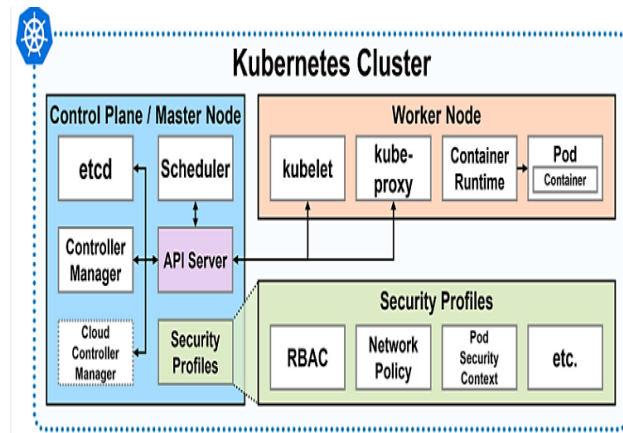 Kubernetes Cluster
Control Plane / Master Node
etcd
Scheduler
Controller
Manager
API Server
Cloud
Controller
Manager
Security
Profiles
Worker Node
kubelet
kube-
proxy
Container
Runtime
Pod
Container
Security Profiles
RBAC
Network
Policy
Pod
Security
Context
etc.